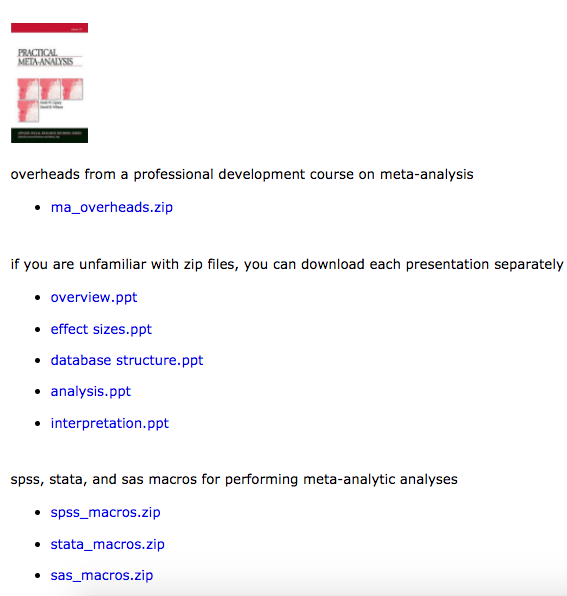 PRACTICAL
META-ANALYSIS
overheads from a professional development course on meta-analysis
ma_overheads.zip
if you are unfamiliar with zip files, you can download each presentation separately
overview.ppt
effect sizes.ppt
database structure.ppt
analysis.ppt
interpretation.ppt
spss, stata, and sas macros for performing meta-analytic analyses
spss_macros.zip
stata_macros.zip
sas_macros.zip